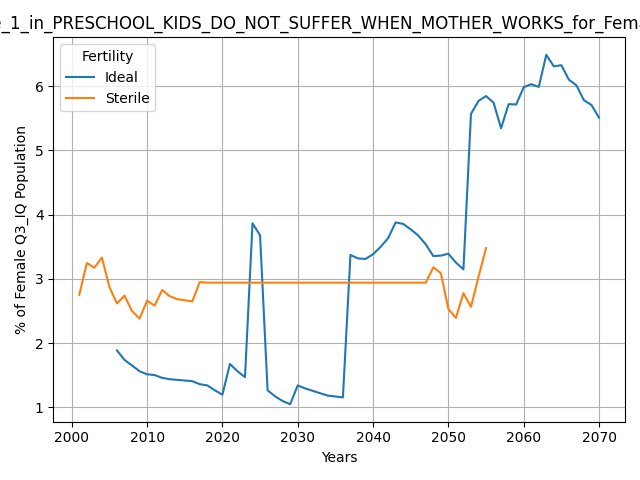 _1_in_PRESCHOOL_KIDS_DO_NOT_SUFFER_WHEN_MOTHER_WORKS_for_Fema
Fertility
Ideal
Sterile
% of Female Q3_IQ Population
6
5
4
3
2
1
2000 2010 2020 2030 2040 2050 2060 2070
Years